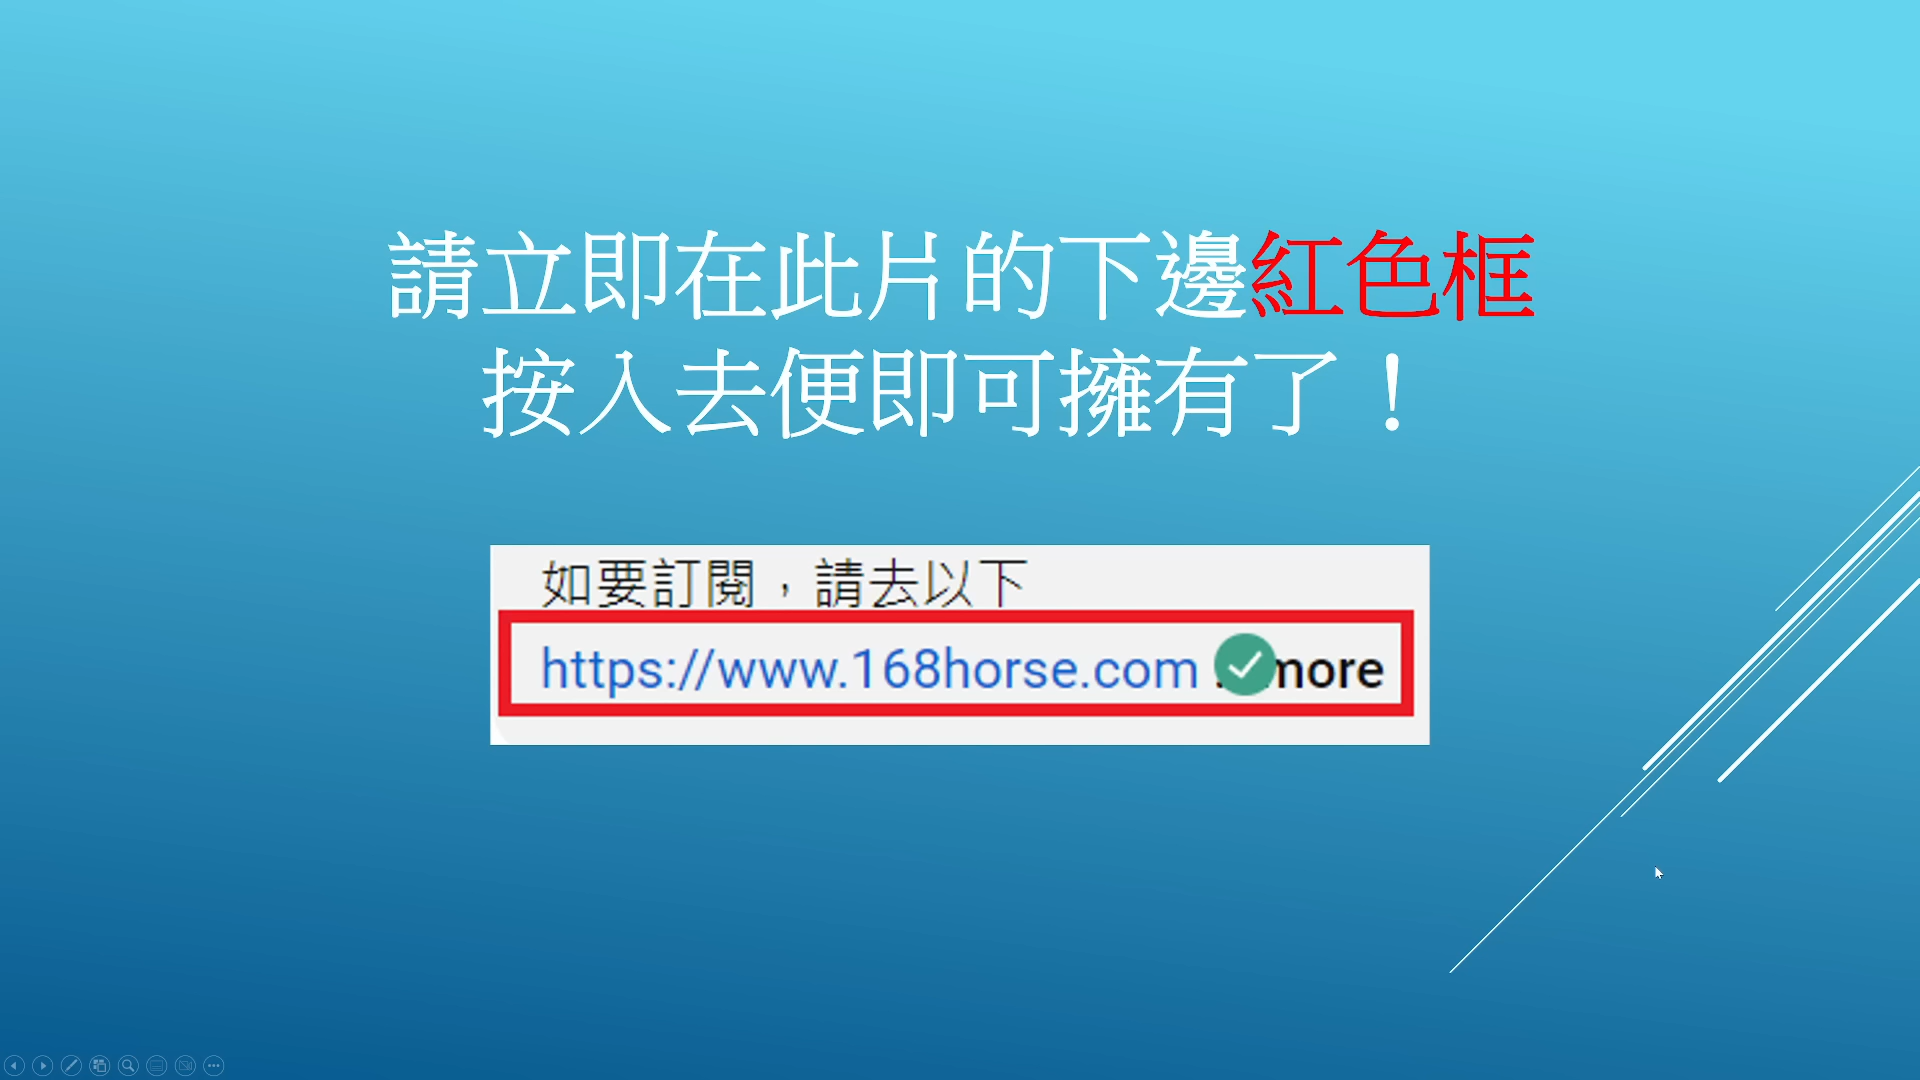 請立即在此片的下邊紅色框
按入去便即可擁有了！
如要訂閱，請去以下
https://www.168horse.com
more